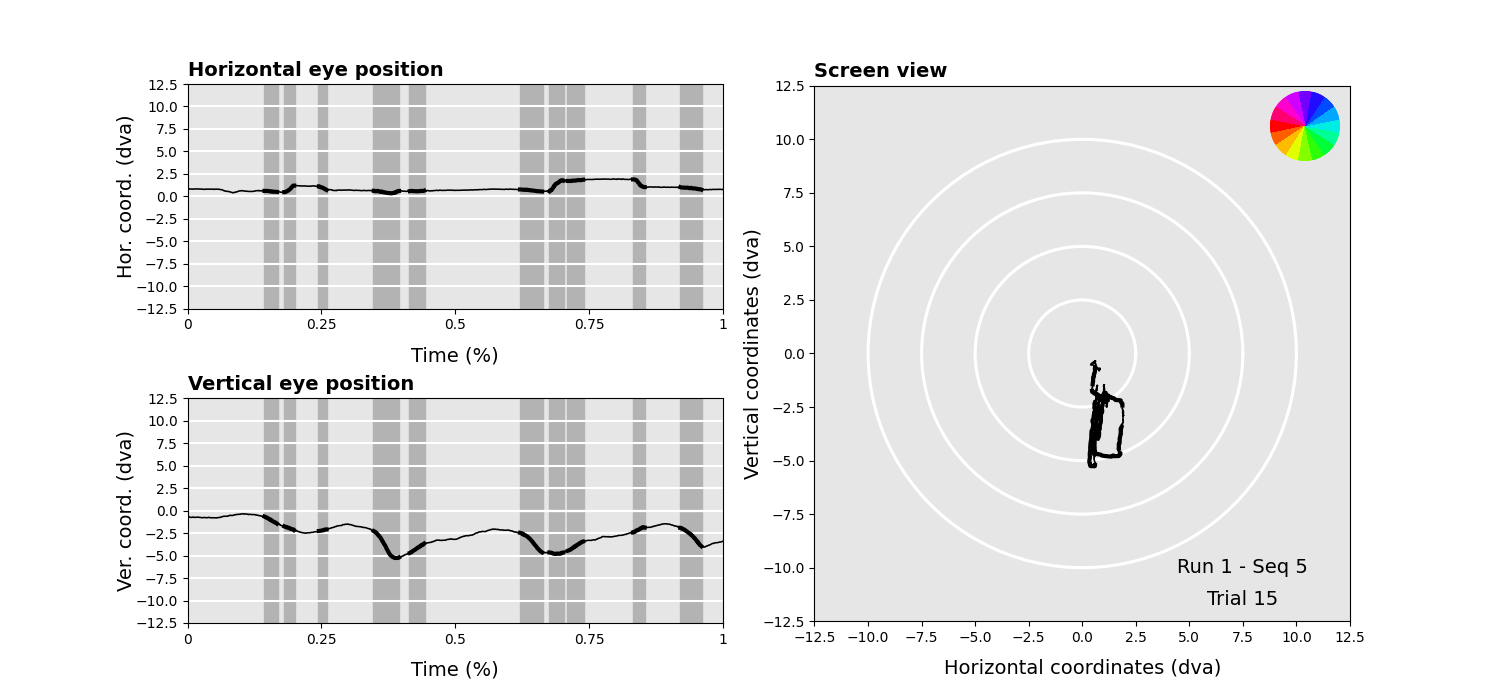 Horizontal eye position
Hor. coord. (dva)
12.5
10.0
7.5
5.0
2.5
0.0
−2.5
−5.0
−7.5
−10.0
−12.5
0 0.25 0.5 0.75 1
Time (%)
Vertical eye position
Ver. coord. (dva)
12.5
10.0
7.5
5.0
2.5
0.0
−2.5
−5.0
−7.5
−10.0
−12.5
0 0.25 0.5 0.75 1
Time (%)
Screen view
Vertical coordinates (dva)
12.5
10.0
7.5
5.0
2.5
0.0
−2.5
−5.0
−7.5
−10.0
−12.5
Run 1 - Seq 5
Trial 15
−12.5 −10.0 −7.5 −5.0 −2.5 0.0 2.5 5.0 7.5 10.0 12.5
Horizontal coordinates (dva)